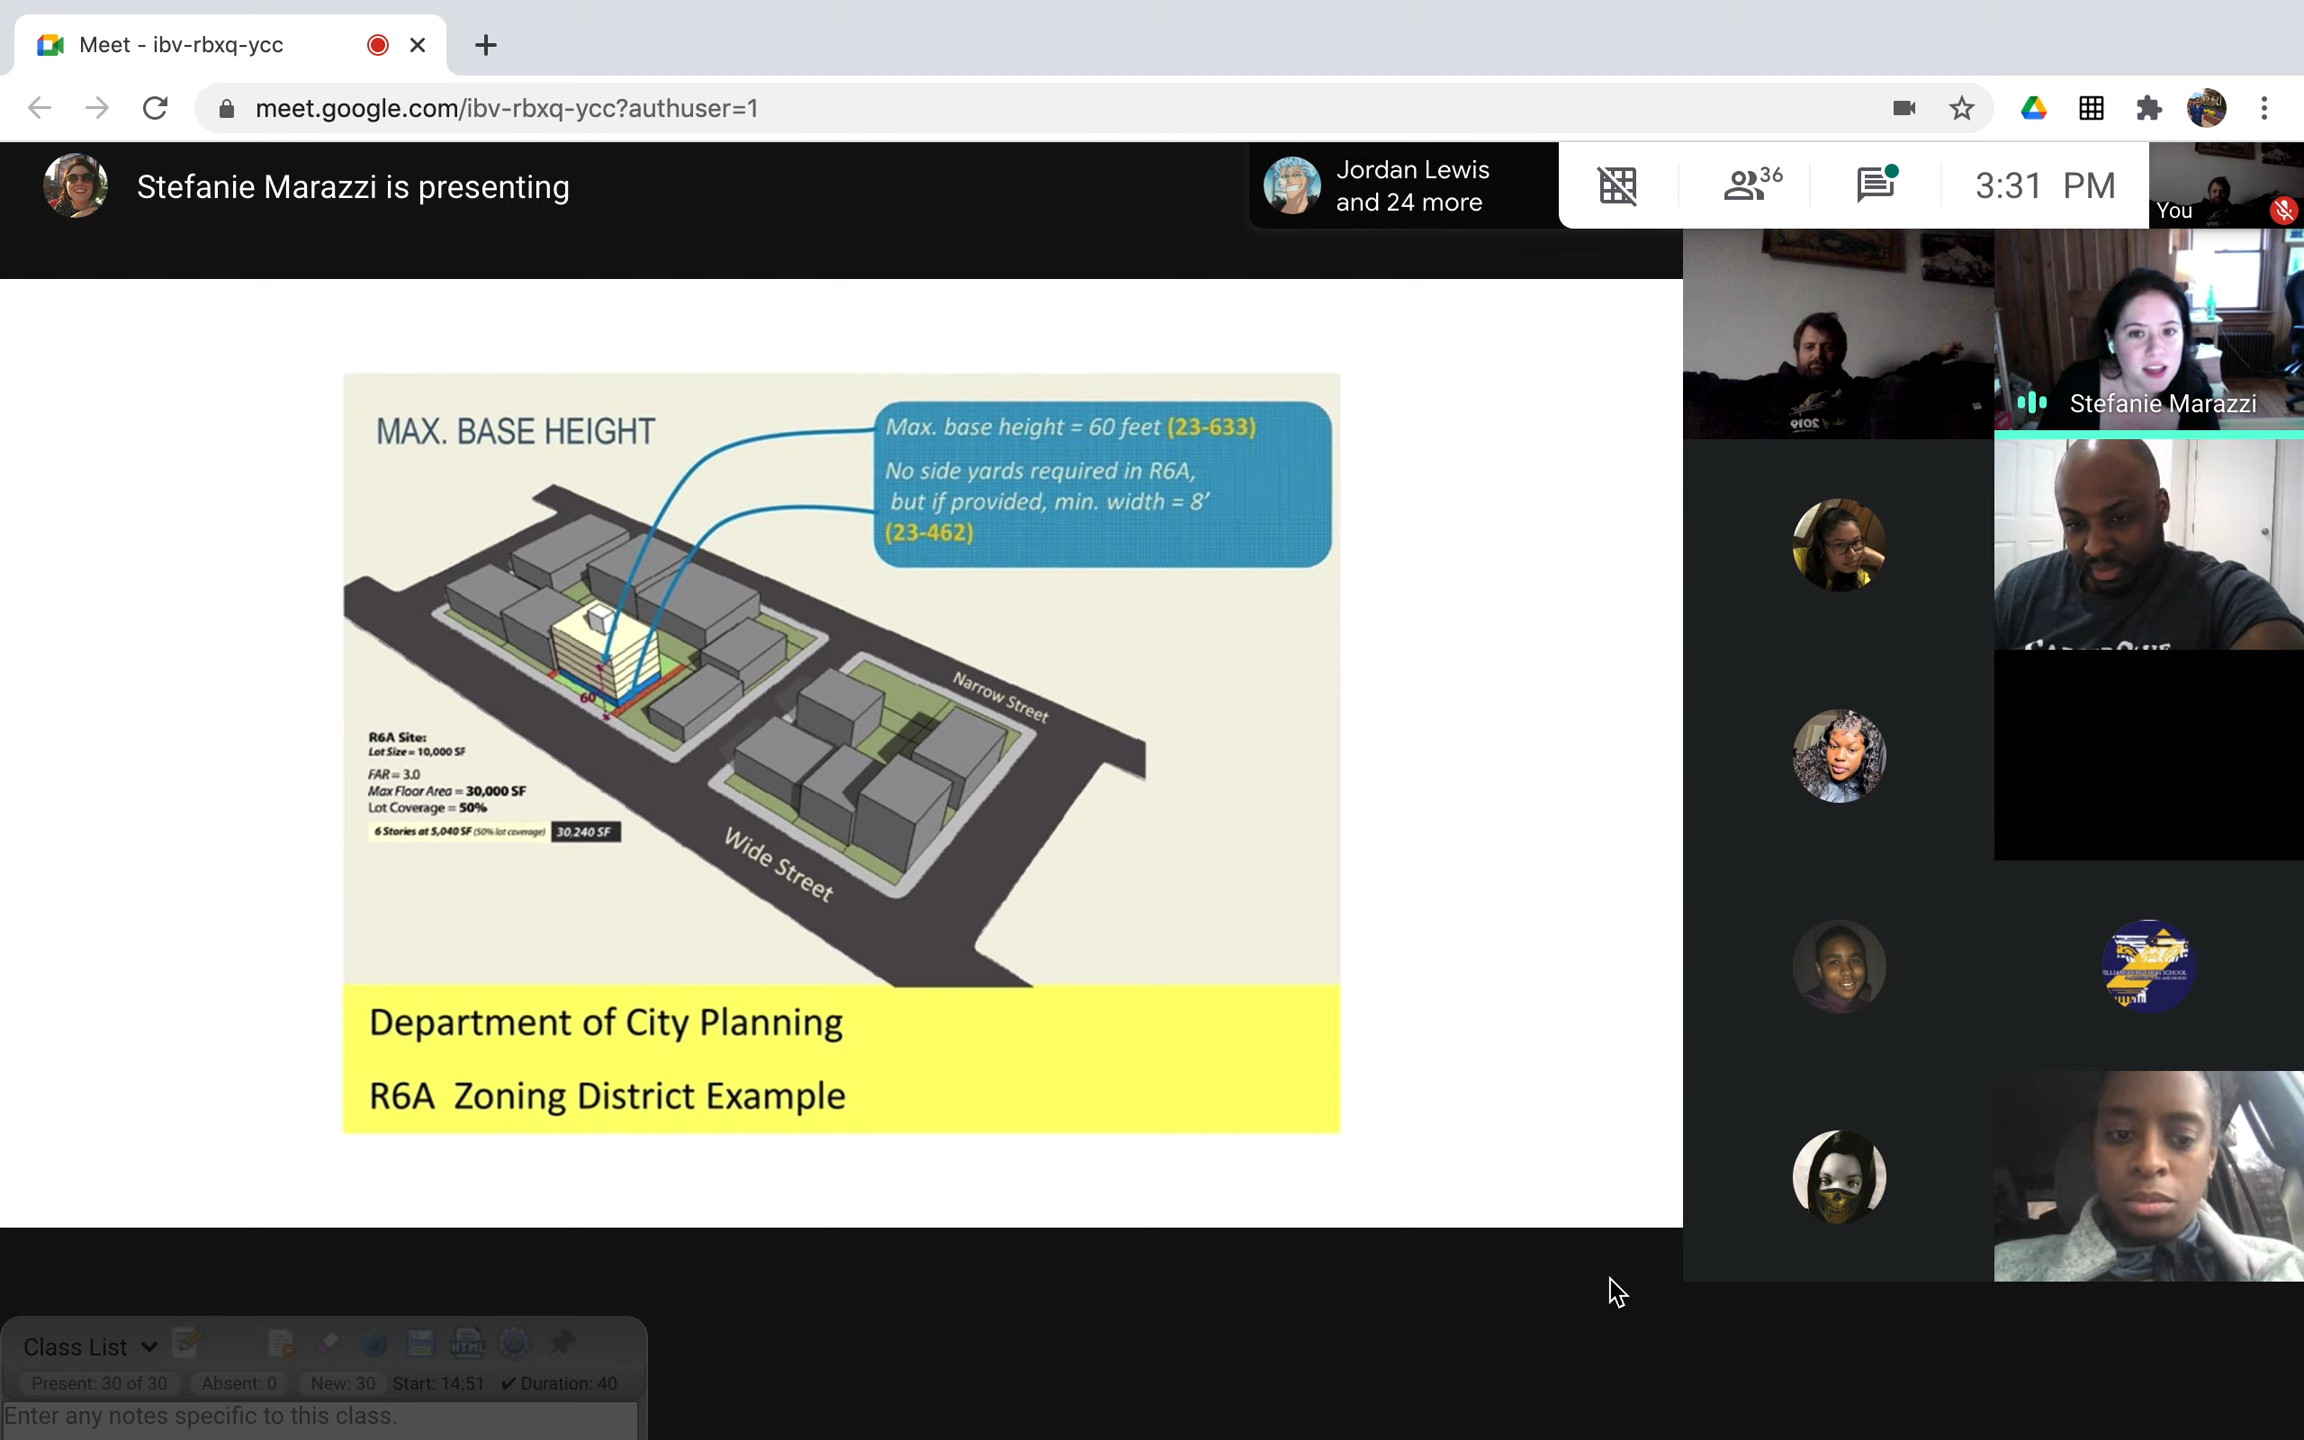 Meet - ibv-rbxq-ycc
meet.google.com/ibv-rbxq-ycc?authuser=1
Stefanie Marazzi is presenting
Jordan Lewis
and 24 more
36
3:31 PM
You
Stefanie Marazzi
2019
MAX. BASE HEIGHT
Max. base height = 60 feet (23-633)
No side yards required in R6A,
but if provided, min. width = 8'
(23-462)
60'
Narrow Street
Wide Street
R6A Site:
Lot Size = 10,000 SF
FAR = 3.0
Max Floor Area = 30,000 SF
Lot Coverage = 50%
6 Stories at 5,040 SF (50% lot coverage) 30,240 SF
Department of City Planning
R6A Zoning District Example
Class List
HTML
Present: 30 of 30 Absent: 0 New: 30 Start: 14:51 ✔ Duration: 40
Enter any notes specific to this class.